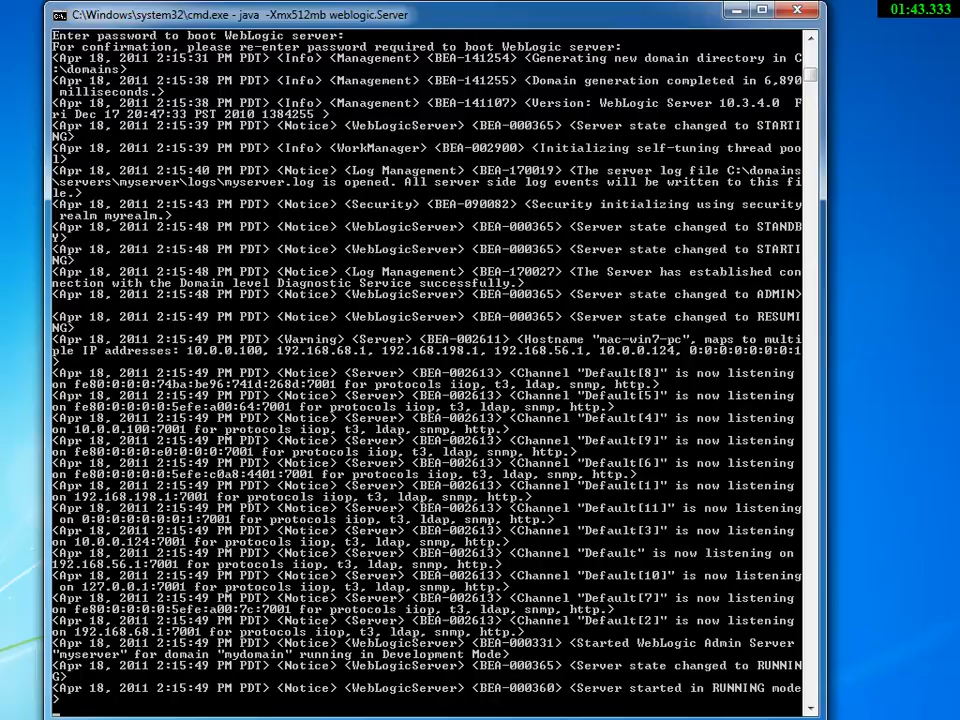 C:\Windows\system32\cmd.exe - java -Xmx512mb weblogic.Server
01:43.333
Enter password to boot WebLogic server:
For confirmation, please re-enter password required to boot WebLogic server:
<Apr 18, 2011 2:15:31 PM PDT> <Info> <Management> <BEA-141254> <Generating new domain directory in C
:\domains>
<Apr 18, 2011 2:15:38 PM PDT> <Info> <Management> <BEA-141255> <Domain generation completed in 6,890
 milliseconds.>
<Apr 18, 2011 2:15:38 PM PDT> <Info> <Management> <BEA-141107> <Version: WebLogic Server 10.3.4.0  F
ri Dec 17 20:47:33 PST 2010 1384255 >
<Apr 18, 2011 2:15:39 PM PDT> <Notice> <WebLogicServer> <BEA-000365> <Server state changed to STARTI
NG>
<Apr 18, 2011 2:15:39 PM PDT> <Info> <WorkManager> <BEA-002900> <Initializing self-tuning thread poo
l>
<Apr 18, 2011 2:15:40 PM PDT> <Notice> <Log Management> <BEA-170019> <The server log file C:\domains
\servers\myserver\logs\myserver.log is opened. All server side log events will be written to this fi
le.>
<Apr 18, 2011 2:15:43 PM PDT> <Notice> <Security> <BEA-090082> <Security initializing using security
 realm myrealm.>
<Apr 18, 2011 2:15:48 PM PDT> <Notice> <WebLogicServer> <BEA-000365> <Server state changed to STANDB
Y>
<Apr 18, 2011 2:15:48 PM PDT> <Notice> <WebLogicServer> <BEA-000365> <Server state changed to STARTI
NG>
<Apr 18, 2011 2:15:48 PM PDT> <Notice> <Log Management> <BEA-170027> <The Server has established con
nection with the Domain level Diagnostic Service successfully.>
<Apr 18, 2011 2:15:48 PM PDT> <Notice> <WebLogicServer> <BEA-000365> <Server state changed to ADMIN>
<Apr 18, 2011 2:15:49 PM PDT> <Notice> <WebLogicServer> <BEA-000365> <Server state changed to RESUMI
NG>
<Apr 18, 2011 2:15:49 PM PDT> <Warning> <Server> <BEA-002611> <Hostname "mac-win7-pc", maps to multi
ple IP addresses: 10.0.0.100, 192.168.68.1, 192.168.198.1, 192.168.56.1, 10.0.0.124, 0:0:0:0:0:0:0:1
>
<Apr 18, 2011 2:15:49 PM PDT> <Notice> <Server> <BEA-002613> <Channel "Default[8]" is now listening
on fe80:0:0:0:74ba:be96:741d:268d:7001 for protocols iiop, t3, ldap, snmp, http.>
<Apr 18, 2011 2:15:49 PM PDT> <Notice> <Server> <BEA-002613> <Channel "Default[5]" is now listening
on fe80:0:0:0:0:5efe:a00:64:7001 for protocols iiop, t3, ldap, snmp, http.>
<Apr 18, 2011 2:15:49 PM PDT> <Notice> <Server> <BEA-002613> <Channel "Default[4]" is now listening
on 10.0.0.100:7001 for protocols iiop, t3, ldap, snmp, http.>
<Apr 18, 2011 2:15:49 PM PDT> <Notice> <Server> <BEA-002613> <Channel "Default[9]" is now listening
on fe80:0:0:0:e0:0:0:0:7001 for protocols iiop, t3, ldap, snmp, http.>
<Apr 18, 2011 2:15:49 PM PDT> <Notice> <Server> <BEA-002613> <Channel "Default[6]" is now listening
on fe80:0:0:0:0:5efe:c0a8:4401:7001 for protocols iiop, t3, ldap, snmp, http.>
<Apr 18, 2011 2:15:49 PM PDT> <Notice> <Server> <BEA-002613> <Channel "Default[1]" is now listening
on 192.168.198.1:7001 for protocols iiop, t3, ldap, snmp, http.>
<Apr 18, 2011 2:15:49 PM PDT> <Notice> <Server> <BEA-002613> <Channel "Default[11]" is now listening
 on 0:0:0:0:0:0:0:1:7001 for protocols iiop, t3, ldap, snmp, http.>
<Apr 18, 2011 2:15:49 PM PDT> <Notice> <Server> <BEA-002613> <Channel "Default[3]" is now listening
on 10.0.0.124:7001 for protocols iiop, t3, ldap, snmp, http.>
<Apr 18, 2011 2:15:49 PM PDT> <Notice> <Server> <BEA-002613> <Channel "Default" is now listening on
192.168.56.1:7001 for protocols iiop, t3, ldap, snmp, http.>
<Apr 18, 2011 2:15:49 PM PDT> <Notice> <Server> <BEA-002613> <Channel "Default[10]" is now listening
 on 127.0.0.1:7001 for protocols iiop, t3, ldap, snmp, http.>
<Apr 18, 2011 2:15:49 PM PDT> <Notice> <Server> <BEA-002613> <Channel "Default[7]" is now listening
on fe80:0:0:0:0:5efe:a00:7c:7001 for protocols iiop, t3, ldap, snmp, http.>
<Apr 18, 2011 2:15:49 PM PDT> <Notice> <Server> <BEA-002613> <Channel "Default[2]" is now listening
on 192.168.68.1:7001 for protocols iiop, t3, ldap, snmp, http.>
<Apr 18, 2011 2:15:49 PM PDT> <Notice> <WebLogicServer> <BEA-000331> <Started WebLogic Admin Server
"myserver" for domain "mydomain" running in Development Mode>
<Apr 18, 2011 2:15:49 PM PDT> <Notice> <WebLogicServer> <BEA-000365> <Server state changed to RUNNIN
G>
<Apr 18, 2011 2:15:49 PM PDT> <Notice> <WebLogicServer> <BEA-000360> <Server started in RUNNING mode
>